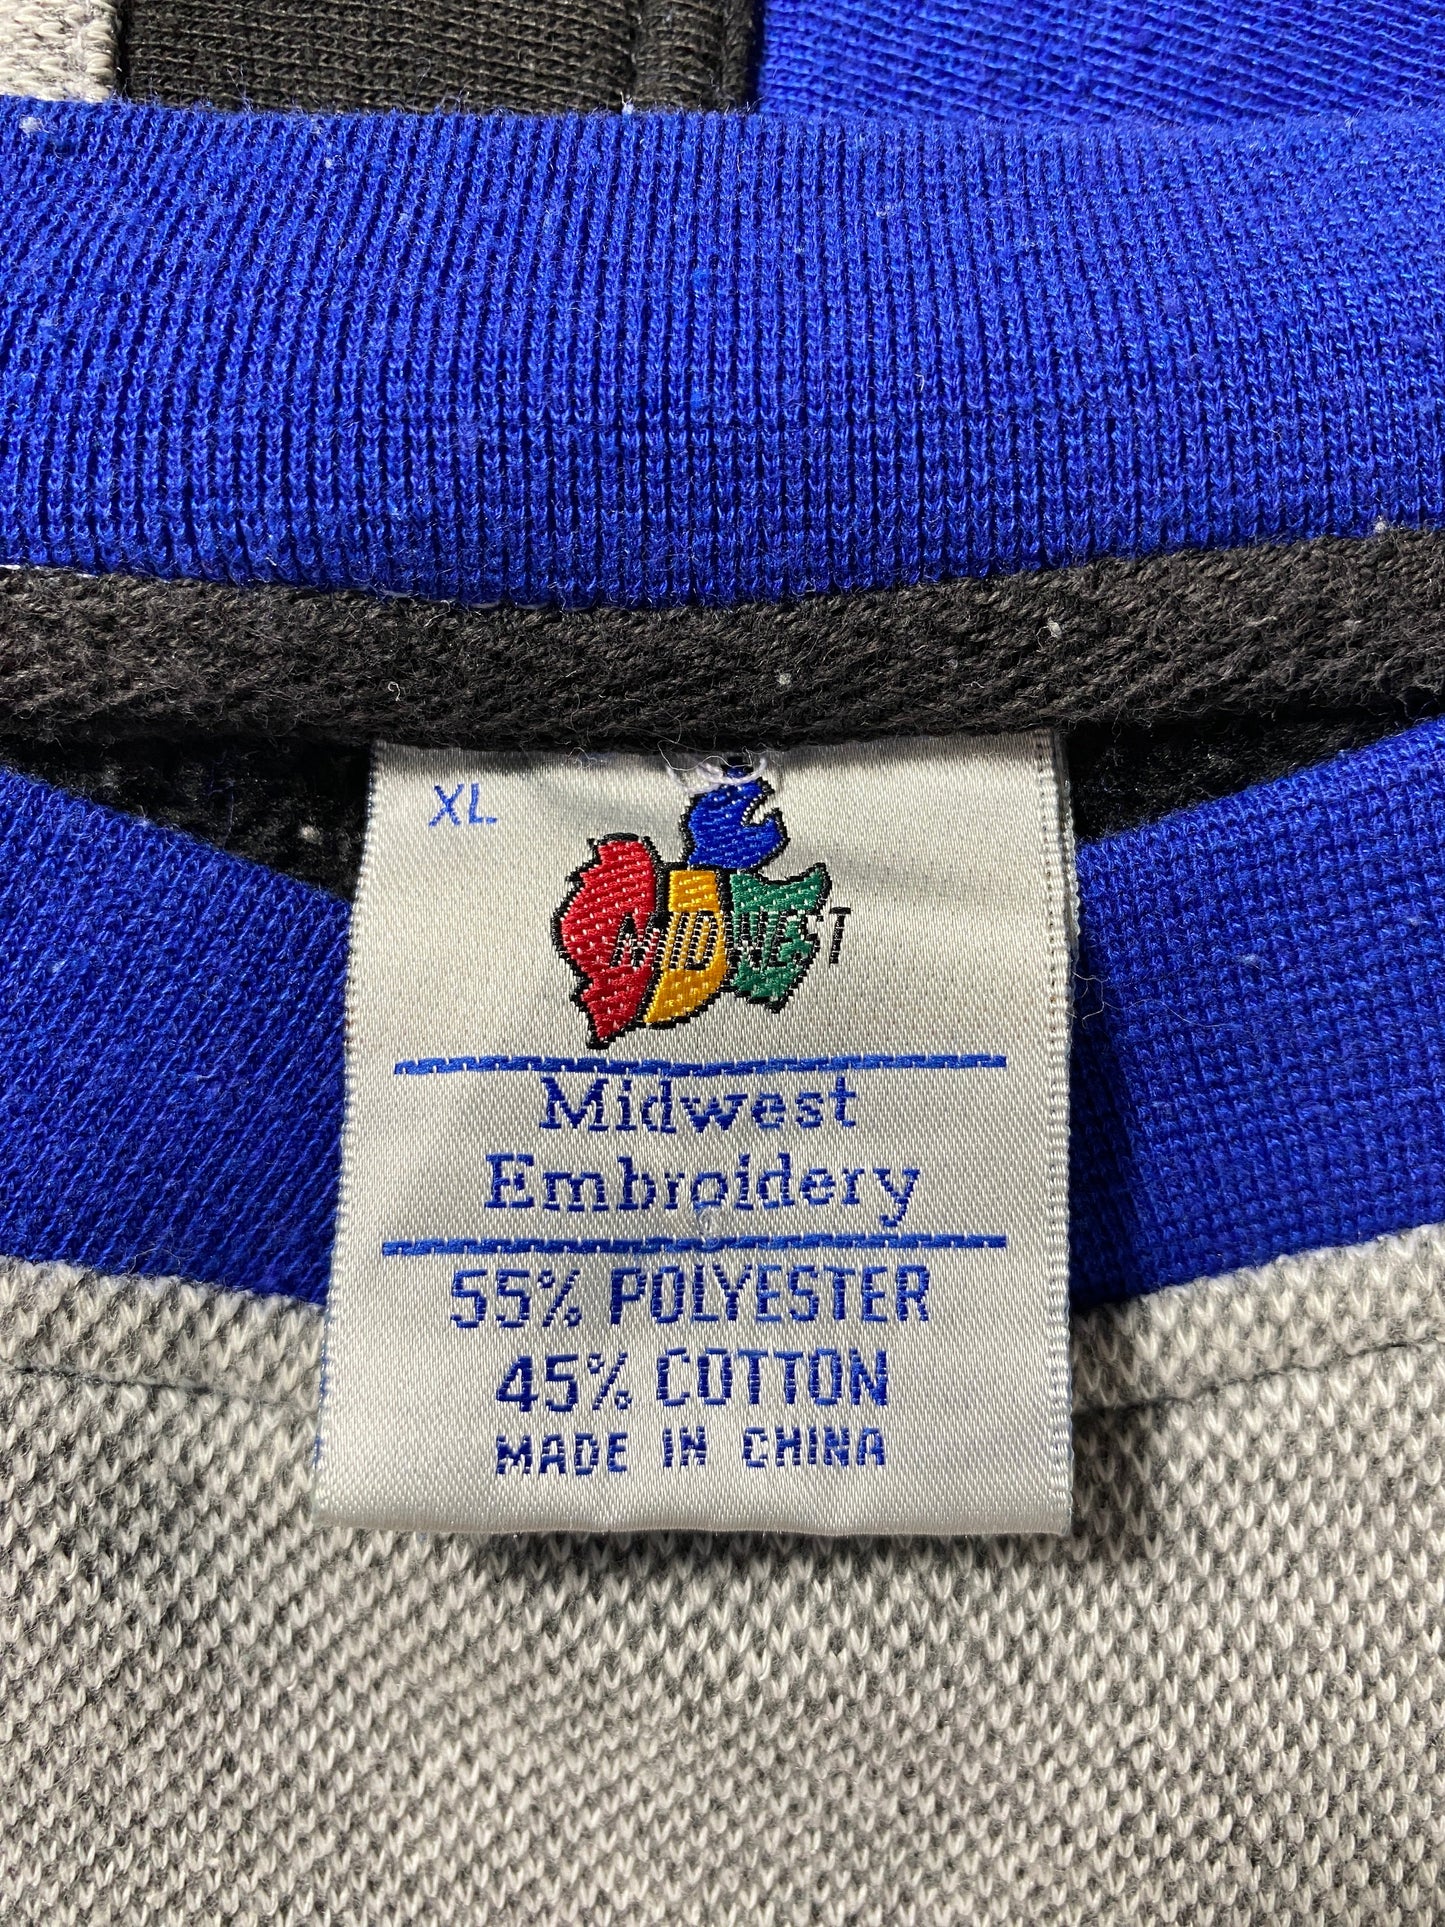 XL
MIDWEST
Midwest
Embroidery
55% POLYESTER
45% COTTON
MADE IN CHINA